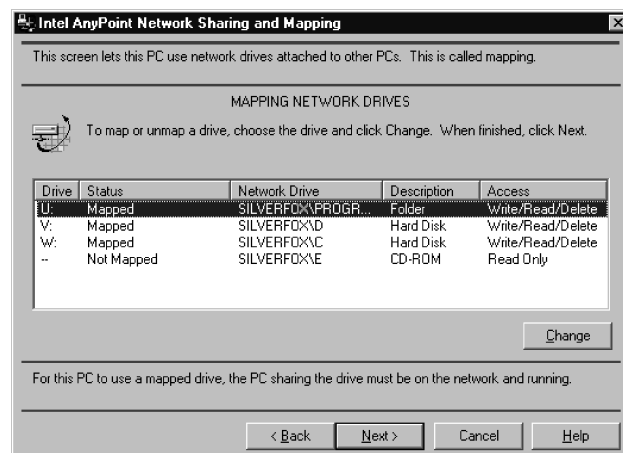 Intel AnyPoint Network Sharing and Mapping
This screen lets this PC use network drives attached to other PCs. This is called mapping.
MAPPING NETWORK DRIVES
To map or unmap a drive, choose the drive and click Change. When finished, click Next.
Drive Status Network Drive Description Access
U: Mapped SILVERFOX\PROGR... Folder Write/Read/Delete
V: Mapped SILVERFOX\D Hard Disk Write/Read/Delete
W: Mapped SILVERFOX\C Hard Disk Write/Read/Delete
-- Not Mapped SILVERFOX\E CD-ROM Read Only
Change
For this PC to use a mapped drive, the PC sharing the drive must be on the network and running.
< Back Next > Cancel Help